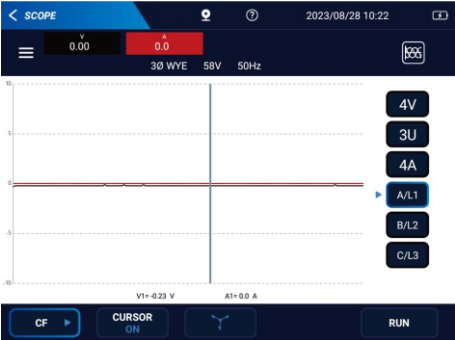 SCOPE
?
2023/08/28 10:22
V
0.00
A
0.0
3Ø WYE 58V 50Hz
10
4V
3U
5
4A
0
A/L1
B/L2
-5
C/L3
-10
V1= -0.23 V A1= 0.0 A
CF
CURSOR
ON
RUN